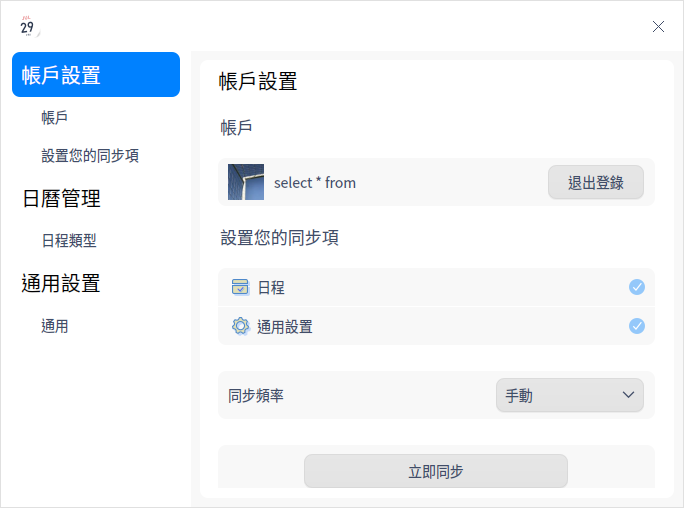 29
帳戶設置
帳戶
設置您的同步項
日曆管理
日程類型
通用設置
通用
帳戶設置
帳戶
select * from
退出登錄
設置您的同步項
日程
通用設置
同步頻率
手動
立即同步